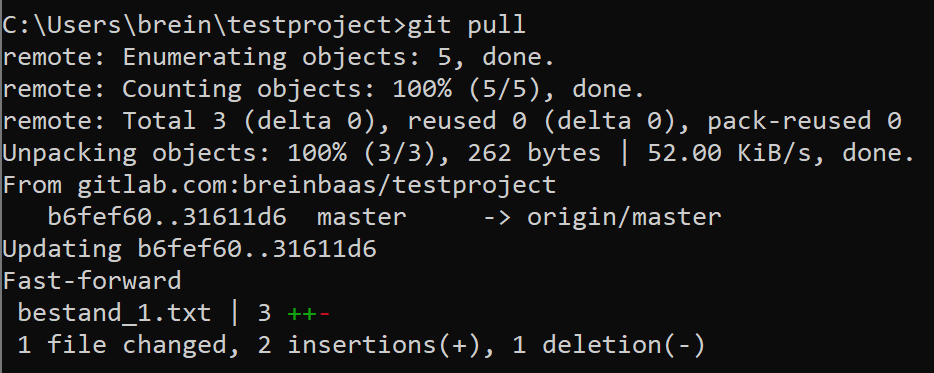 C:\Users\brein\testproject>git pull
remote: Enumerating objects: 5, done.
remote: Counting objects: 100% (5/5), done.
remote: Total 3 (delta 0), reused 0 (delta 0), pack-reused 0
Unpacking objects: 100% (3/3), 262 bytes | 52.00 KiB/s, done.
From gitlab.com:breinbaas/testproject
   b6fef60..31611d6  master     -> origin/master
Updating b6fef60..31611d6
Fast-forward
 bestand_1.txt | 3 ++-
 1 file changed, 2 insertions(+), 1 deletion(-)